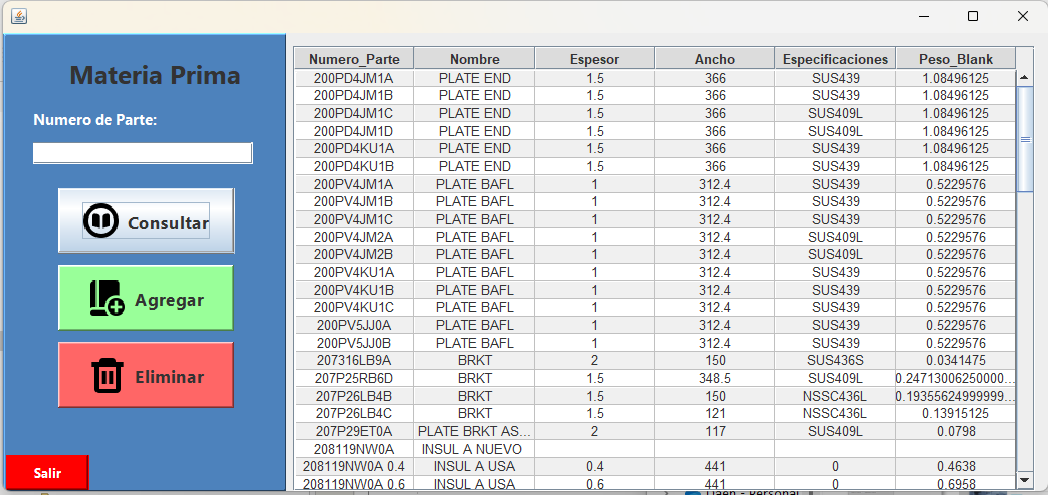 Materia Prima
Numero de Parte:
Consultar
Agregar
Eliminar
Salir
Numero_Parte Nombre Espesor Ancho Especificaciones Peso_Blank
200PD4JM1A PLATE END 1.5 366 SUS439 1.08496125
200PD4JM1B PLATE END 1.5 366 SUS439 1.08496125
200PD4JM1C PLATE END 1.5 366 SUS409L 1.08496125
200PD4JM1D PLATE END 1.5 366 SUS409L 1.08496125
200PD4KU1A PLATE END 1.5 366 SUS439 1.08496125
200PD4KU1B PLATE END 1.5 366 SUS439 1.08496125
200PV4JM1A PLATE BAFL 1 312.4 SUS439 0.5229576
200PV4JM1B PLATE BAFL 1 312.4 SUS439 0.5229576
200PV4JM1C PLATE BAFL 1 312.4 SUS439 0.5229576
200PV4JM2A PLATE BAFL 1 312.4 SUS409L 0.5229576
200PV4JM2B PLATE BAFL 1 312.4 SUS409L 0.5229576
200PV4KU1A PLATE BAFL 1 312.4 SUS439 0.5229576
200PV4KU1B PLATE BAFL 1 312.4 SUS439 0.5229576
200PV4KU1C PLATE BAFL 1 312.4 SUS439 0.5229576
200PV5JJ0A PLATE BAFL 1 312.4 SUS439 0.5229576
200PV5JJ0B PLATE BAFL 1 312.4 SUS439 0.5229576
207316LB9A BRKT 2 150 SUS436S 0.0341475
207P25RB6D BRKT 1.5 348.5 SUS409L 0.24713006250000...
207P26LB4B BRKT 1.5 150 NSSC436L 0.19355624999999...
207P26LB4C BRKT 1.5 121 NSSC436L 0.13915125
207P29ET0A PLATE BRKT AS... 2 117 SUS409L 0.0798
208119NW0A INSUL A NUEVO
208119NW0A 0.4 INSUL A USA 0.4 441 0 0.4638
208119NW0A 0.6 INSUL A USA 0.6 441 0 0.6958